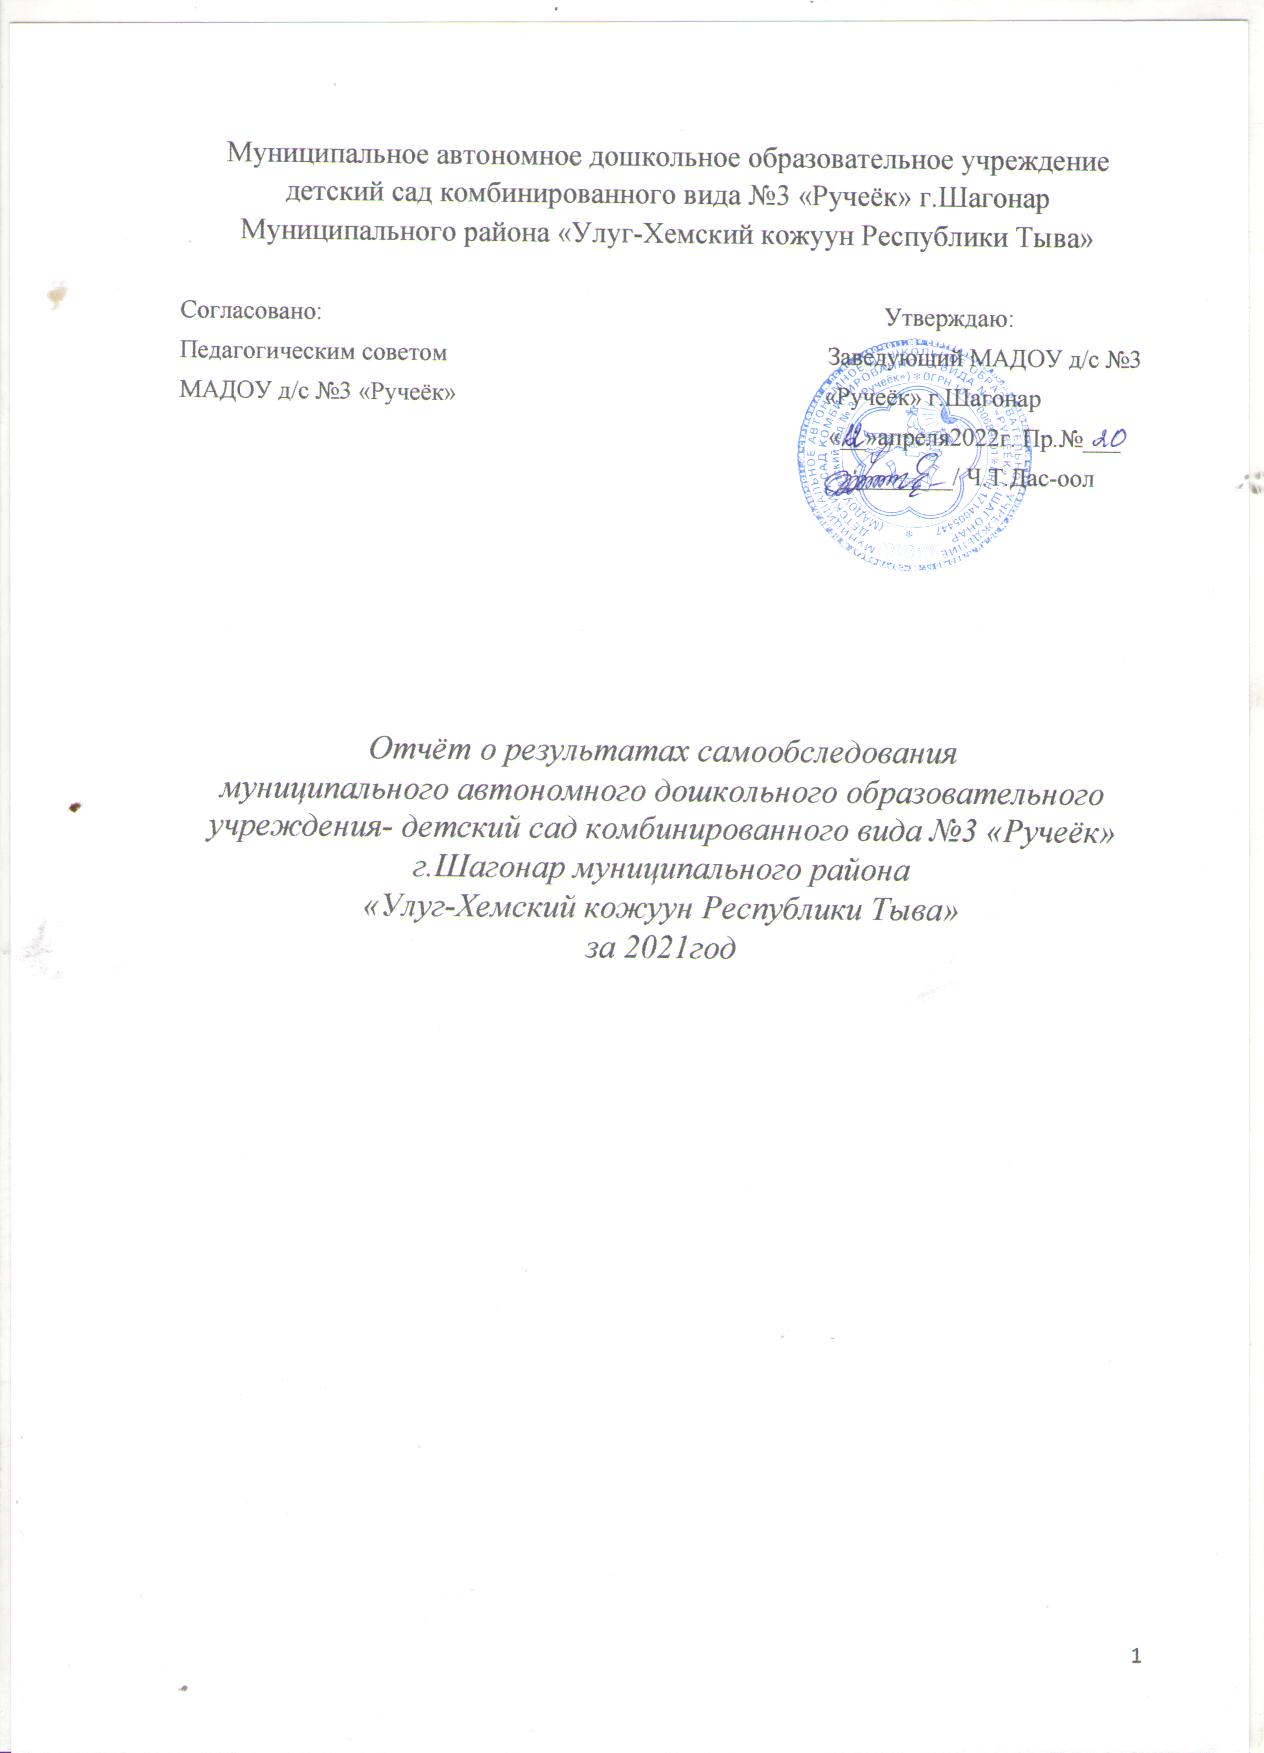 Муниципальное автономное дошкольное образовательное учреждение
детский сад комбинированного вида №3 «Ручеёк» г.Шагонар
Муниципального района «Улуг-Хемский кожуун Республики Тыва»
Согласовано:
Педагогическим советом
МАДОУ д/с №3 «Ручеёк»
Утверждаю:
Заведующий МАДОУ д/с №3
«Ручеёк» г.Шагонар
«12»апреля2022г. Пр.№ 20
/ Ч.Т.Дас-оол
Отчёт о результатах самообследования
муниципального автономного дошкольного образовательного
учреждения- детский сад комбинированного вида №3 «Ручеёк»
г.Шагонар муниципального района
«Улуг-Хемский кожуун Республики Тыва»
за 2021год
1